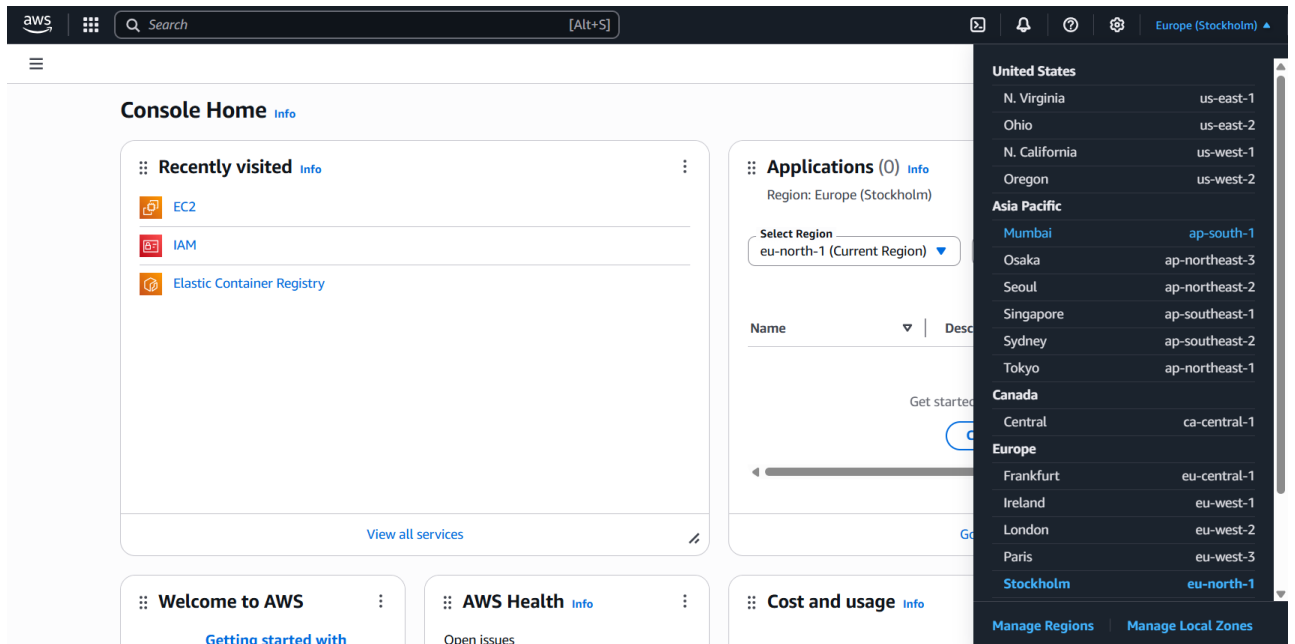 aws
Search [Alt+S]
Europe (Stockholm)
Console Home Info
Recently visited Info
EC2
IAM
Elastic Container Registry
View all services
Applications (0) Info
Region: Europe (Stockholm)
Select Region
eu-north-1 (Current Region)
Name Desc
Get started
C
Go
Welcome to AWS
Getting started with
AWS Health Info
Open issues
Cost and usage Info
United States
N. Virginia us-east-1
Ohio us-east-2
N. California us-west-1
Oregon us-west-2
Asia Pacific
Mumbai ap-south-1
Osaka ap-northeast-3
Seoul ap-northeast-2
Singapore ap-southeast-1
Sydney ap-southeast-2
Tokyo ap-northeast-1
Canada
Central ca-central-1
Europe
Frankfurt eu-central-1
Ireland eu-west-1
London eu-west-2
Paris eu-west-3
Stockholm eu-north-1
Manage Regions Manage Local Zones